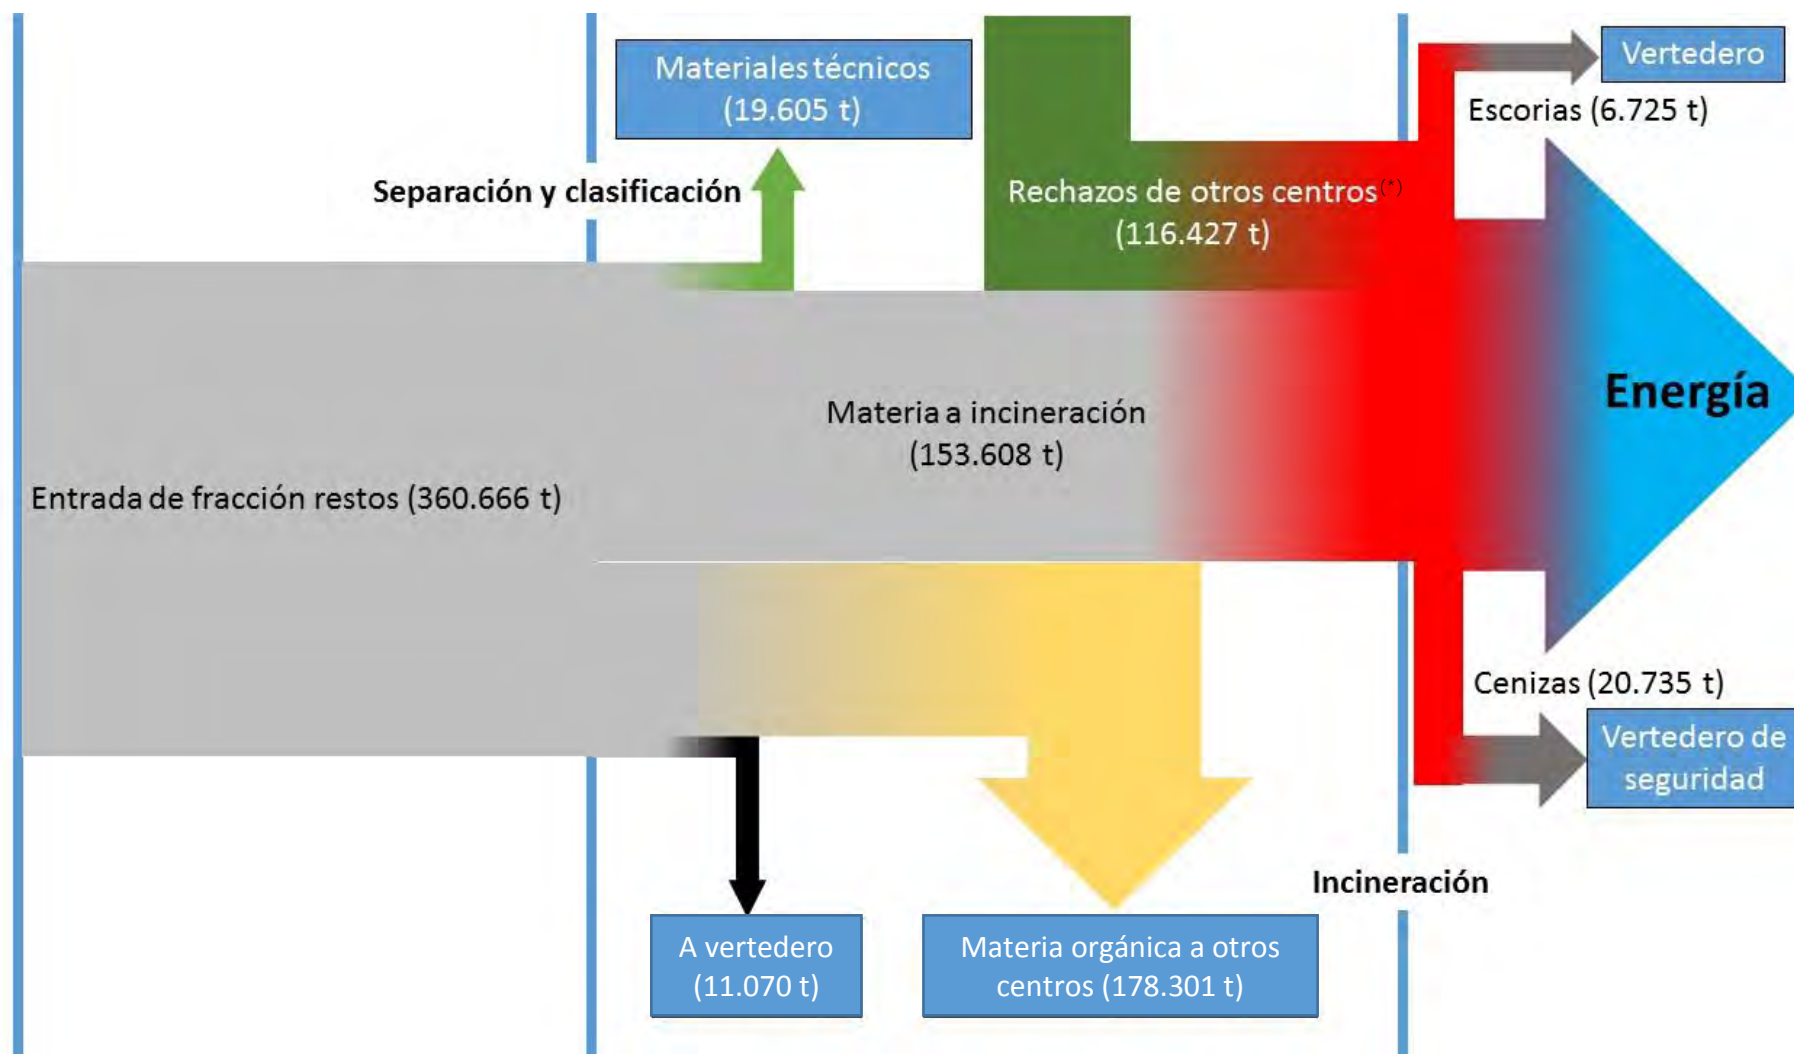 Materiales técnicos
(19.605 t)
Vertedero
Escorias (6.725 t)
Separación y clasificación
Rechazos de otros centros(*)
(116.427 t)
Energía
Materia a incineración
(153.608 t)
Entrada de fracción restos (360.666 t)
Cenizas (20.735 t)
Vertedero de
seguridad
Incineración
A vertedero
(11.070 t)
Materia orgánica a otros
centros (178.301 t)